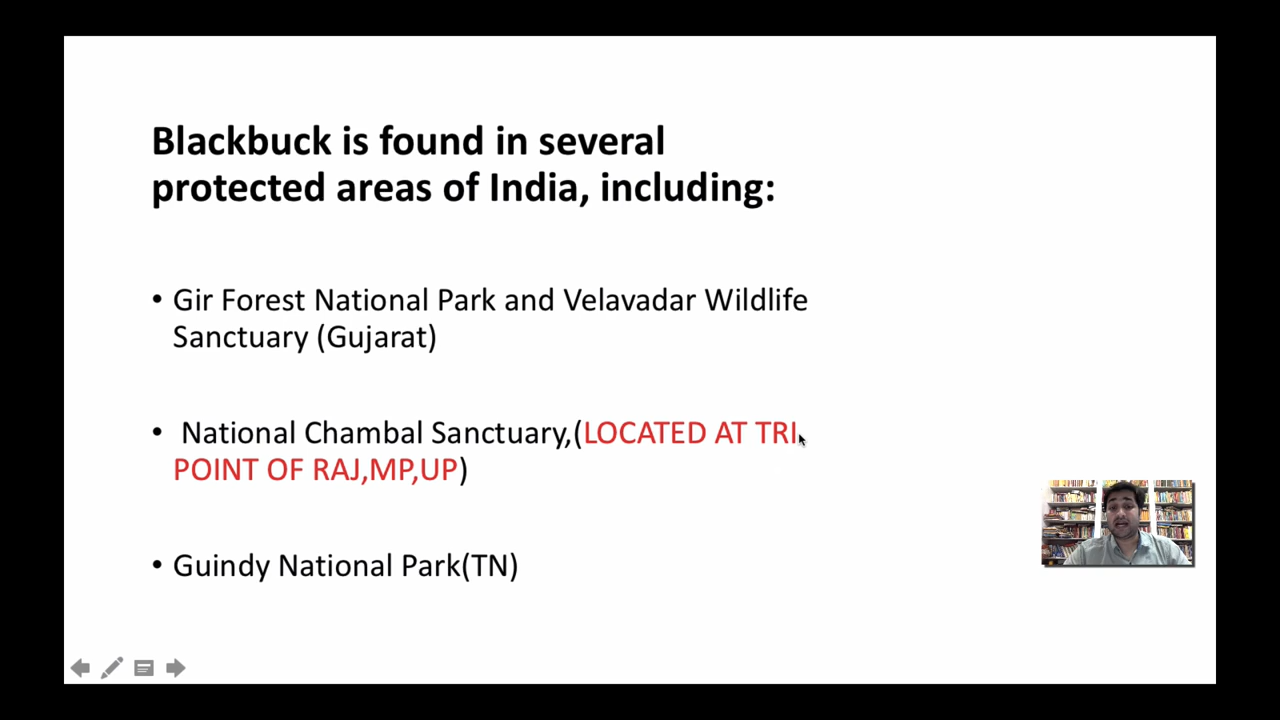 Blackbuck is found in several
protected areas of India, including:
• Gir Forest National Park and Velavadar Wildlife
Sanctuary (Gujarat)
• National Chambal Sanctuary,(LOCATED AT TRI
POINT OF RAJ,MP,UP)
• Guindy National Park(TN)